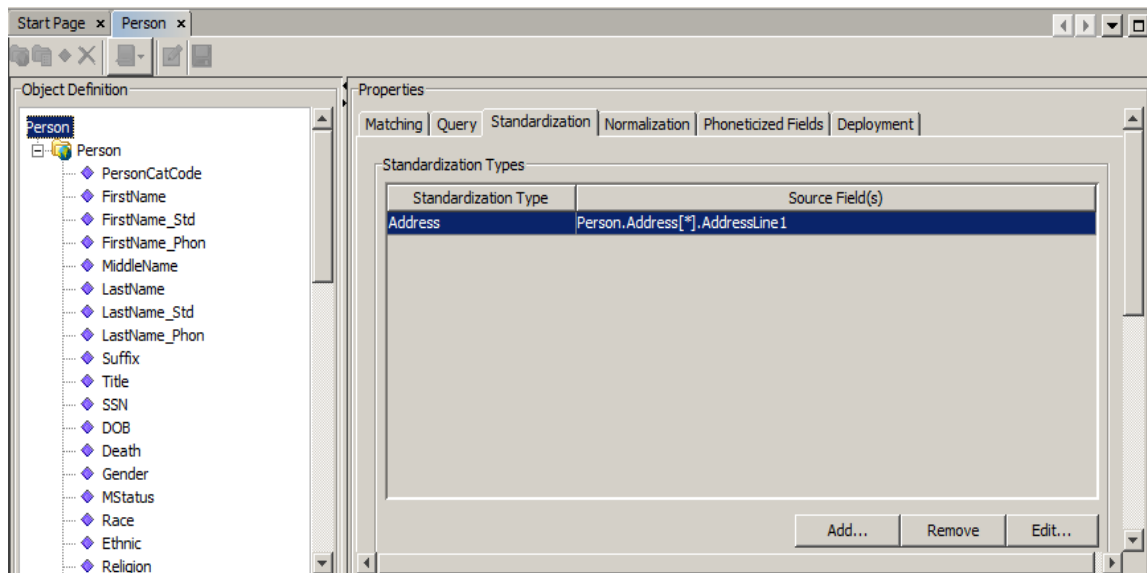 Start Page x Person x
Object Definition
Person
Person
PersonCatCode
FirstName
FirstName_Std
FirstName_Phon
MiddleName
LastName
LastName_Std
LastName_Phon
Suffix
Title
SSN
DOB
Death
Gender
MStatus
Race
Ethnic
Religion
Properties
Matching Query Standardization Normalization Phoneticized Fields Deployment
Standardization Types
Standardization Type Source Field(s)
Address Person.Address[*].AddressLine1
Add... Remove Edit...